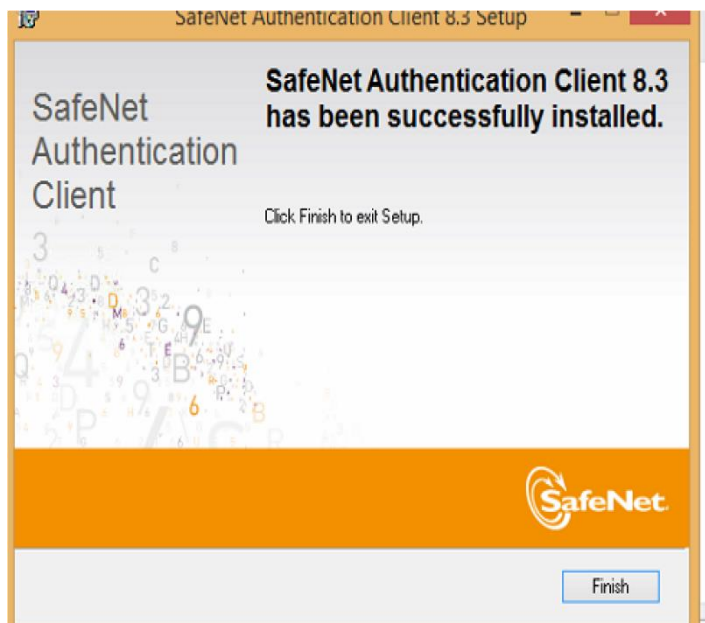 SafeNet Authentication Client 8.3 Setup
SafeNet Authentication Client 8.3
has been successfully installed.
SafeNet
Authentication
Client
Click Finish to exit Setup.
SafeNet.
Finish